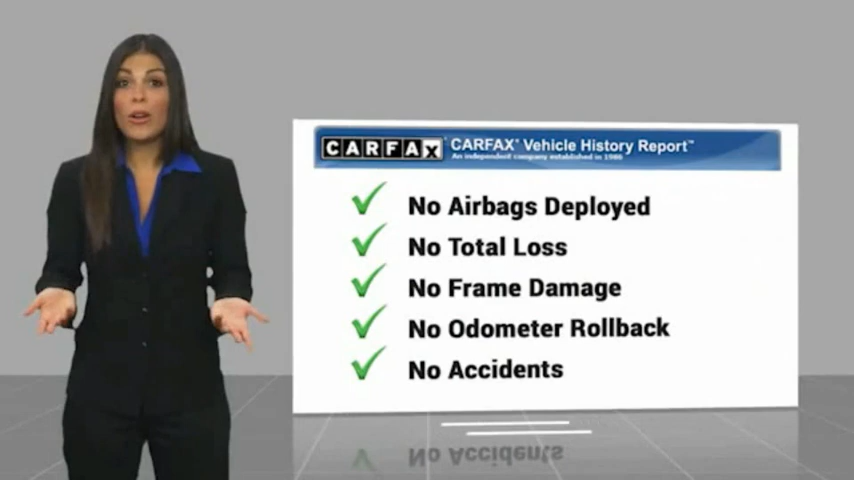 CARFAX CARFAX® Vehicle History Report™
An independent company established in 1986
No Airbags Deployed
No Total Loss
No Frame Damage
No Odometer Rollback
No Accidents
No Accidents